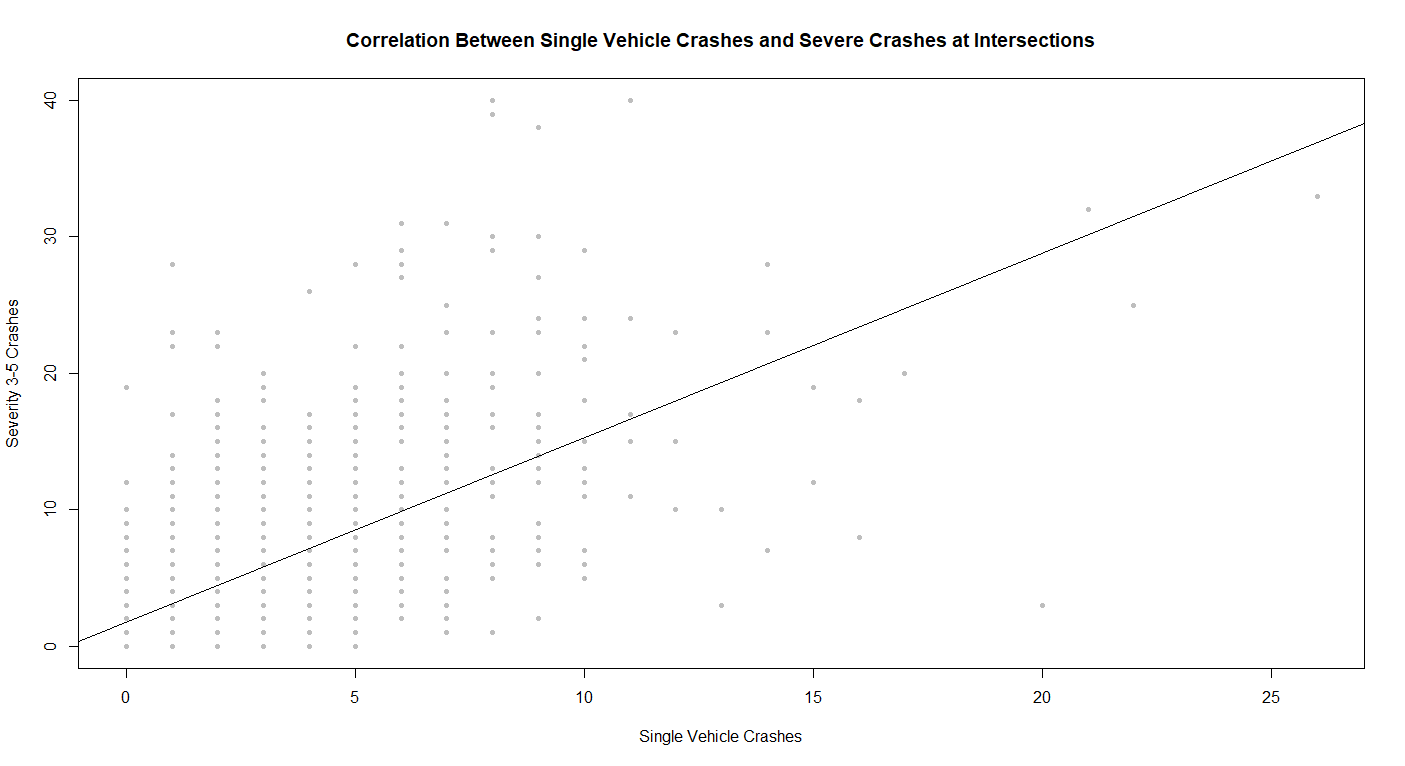 Correlation Between Single Vehicle Crashes and Severe Crashes at Intersections
40
30
20
10
0
Severity 3-5 Crashes
0 5 10 15 20 25
Single Vehicle Crashes